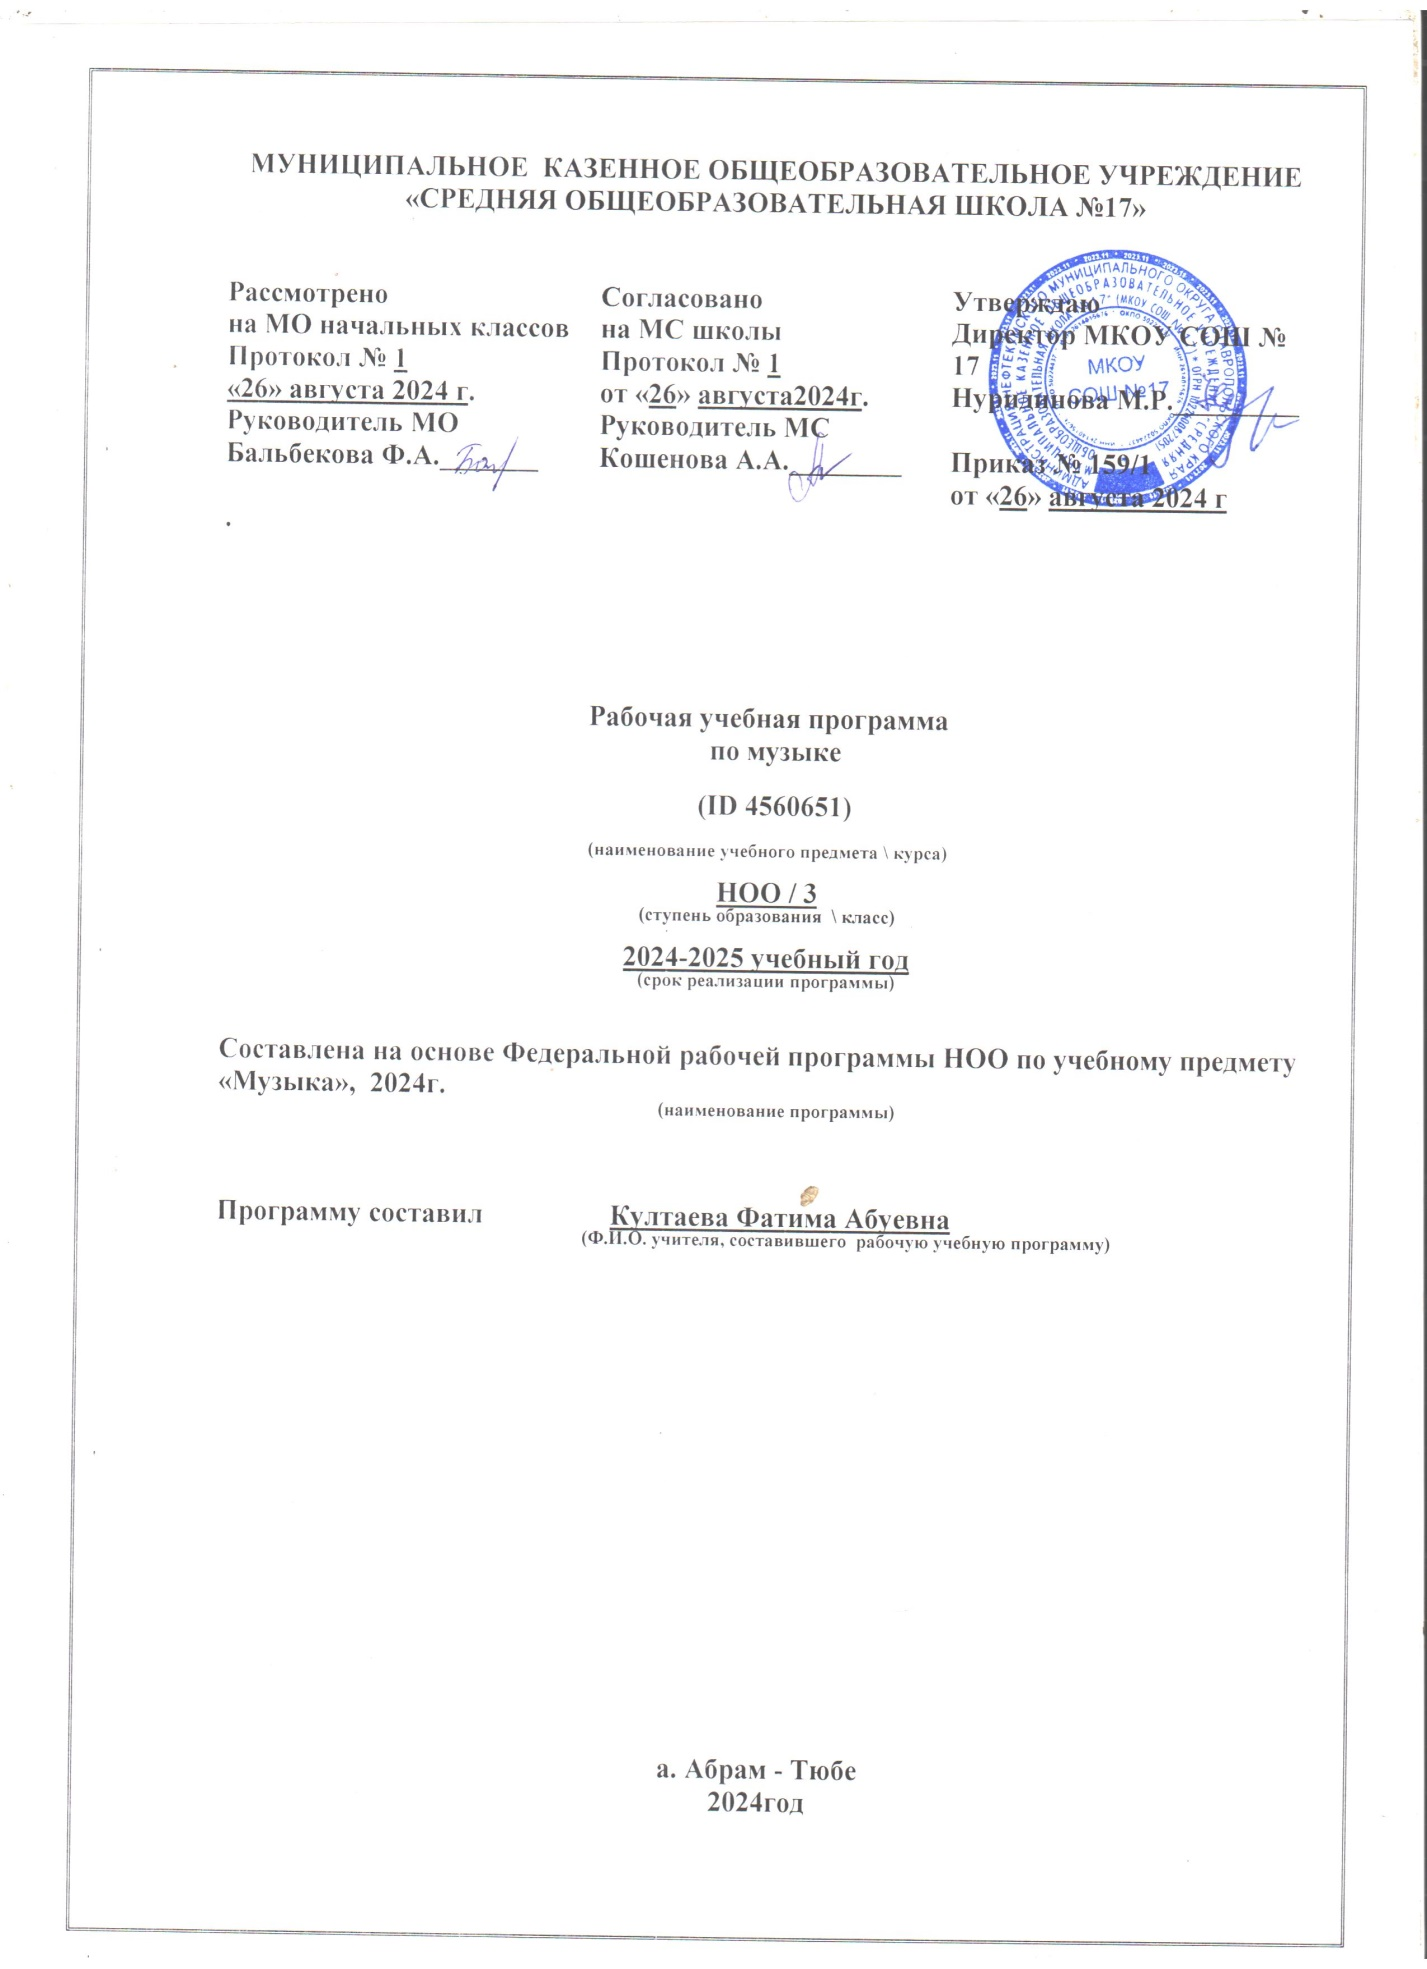 МУНИЦИПАЛЬНОЕ КАЗЕННОЕ ОБЩЕОБРАЗОВАТЕЛЬНОЕ УЧРЕЖДЕНИЕ
«СРЕДНЯЯ ОБЩЕОБРАЗОВАТЕЛЬНАЯ ШКОЛА №17»
Рассмотрено
на МО начальных классов
Протокол № 1
«26» августа 2024 г.
Руководитель МО
Бальбекова Ф.А.
Согласовано
на МС школы
Протокол № 1
от «26» августа2024г.
Руководитель МС
Кошенова А.А.
Утверждаю
Директор МКОУ СОШ №
17
Нуридинова М.Р.
Приказ № 159/1
от «26» августа 2024 г
МКОУ
СОШ №17
Рабочая учебная программа
по музыке
(ID 4560651)
(наименование учебного предмета \ курса)
НОО / 3
(ступень образования \ класс)
2024-2025 учебный год
(срок реализации программы)
Составлена на основе Федеральной рабочей программы НОО по учебному предмету
«Музыка», 2024г.
(наименование программы)
Программу составил Култаева Фатима Абуевна
(Ф.И.О. учителя, составившего рабочую учебную программу)
а. Абрам - Тюбе
2024год